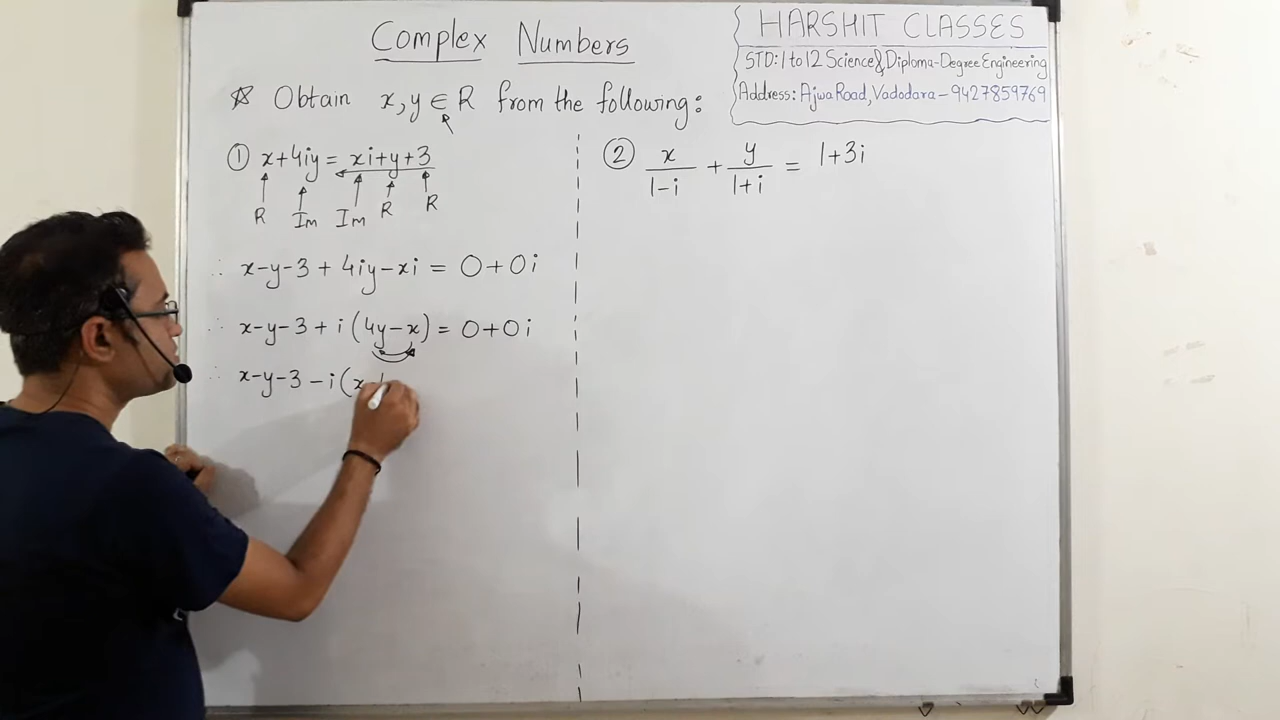 Complex Numbers
HARSHIT CLASSES
STD: 1 to 12 Science & Diploma-Degree Engineering
Address: Ajwa Road, Vadodara - 9427859769
☆ Obtain x, y ∈ R from the following:
① x+4iy = xi+y+3
R Im Im R R
∴ x-y-3 + 4iy-xi = 0+0i
∴ x-y-3 + i(4y-x) = 0+0i
∴ x-y-3 - i(x-
② x/(1-i) + y/(1+i) = 1+3i